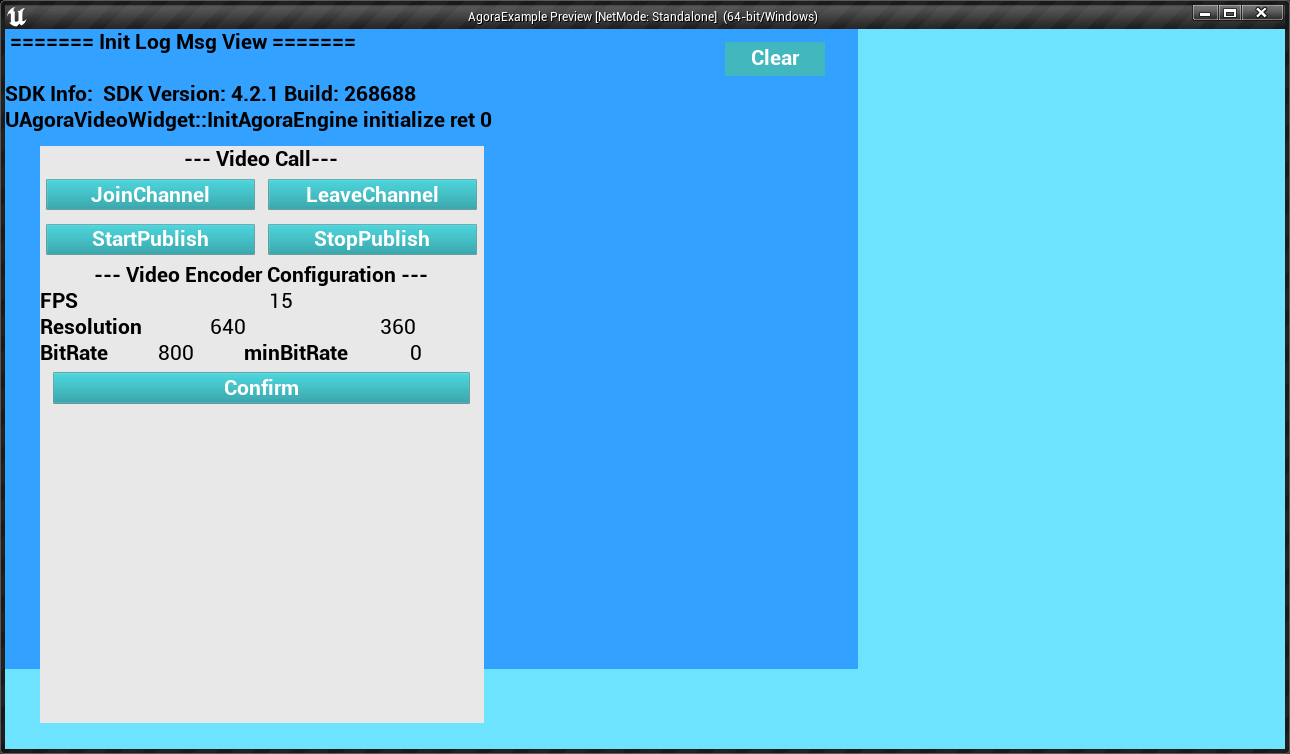 AgoraExample Preview [NetMode: Standalone] (64-bit/Windows)
======= Init Log Msg View =======
Clear
SDK Info:  SDK Version: 4.2.1 Build: 268688
UAgoraVideoWidget::InitAgoraEngine initialize ret 0
--- Video Call---
JoinChannel LeaveChannel
StartPublish StopPublish
--- Video Encoder Configuration ---
FPS 15
Resolution 640 360
BitRate 800 minBitRate 0
Confirm